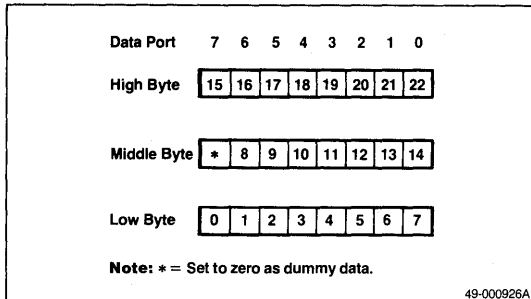 Data Port 7 6 5 4 3 2 1 0
High Byte 15 16 17 18 19 20 21 22
Middle Byte * 8 9 10 11 12 13 14
Low Byte 0 1 2 3 4 5 6 7
Note: * = Set to zero as dummy data.
49-000926A